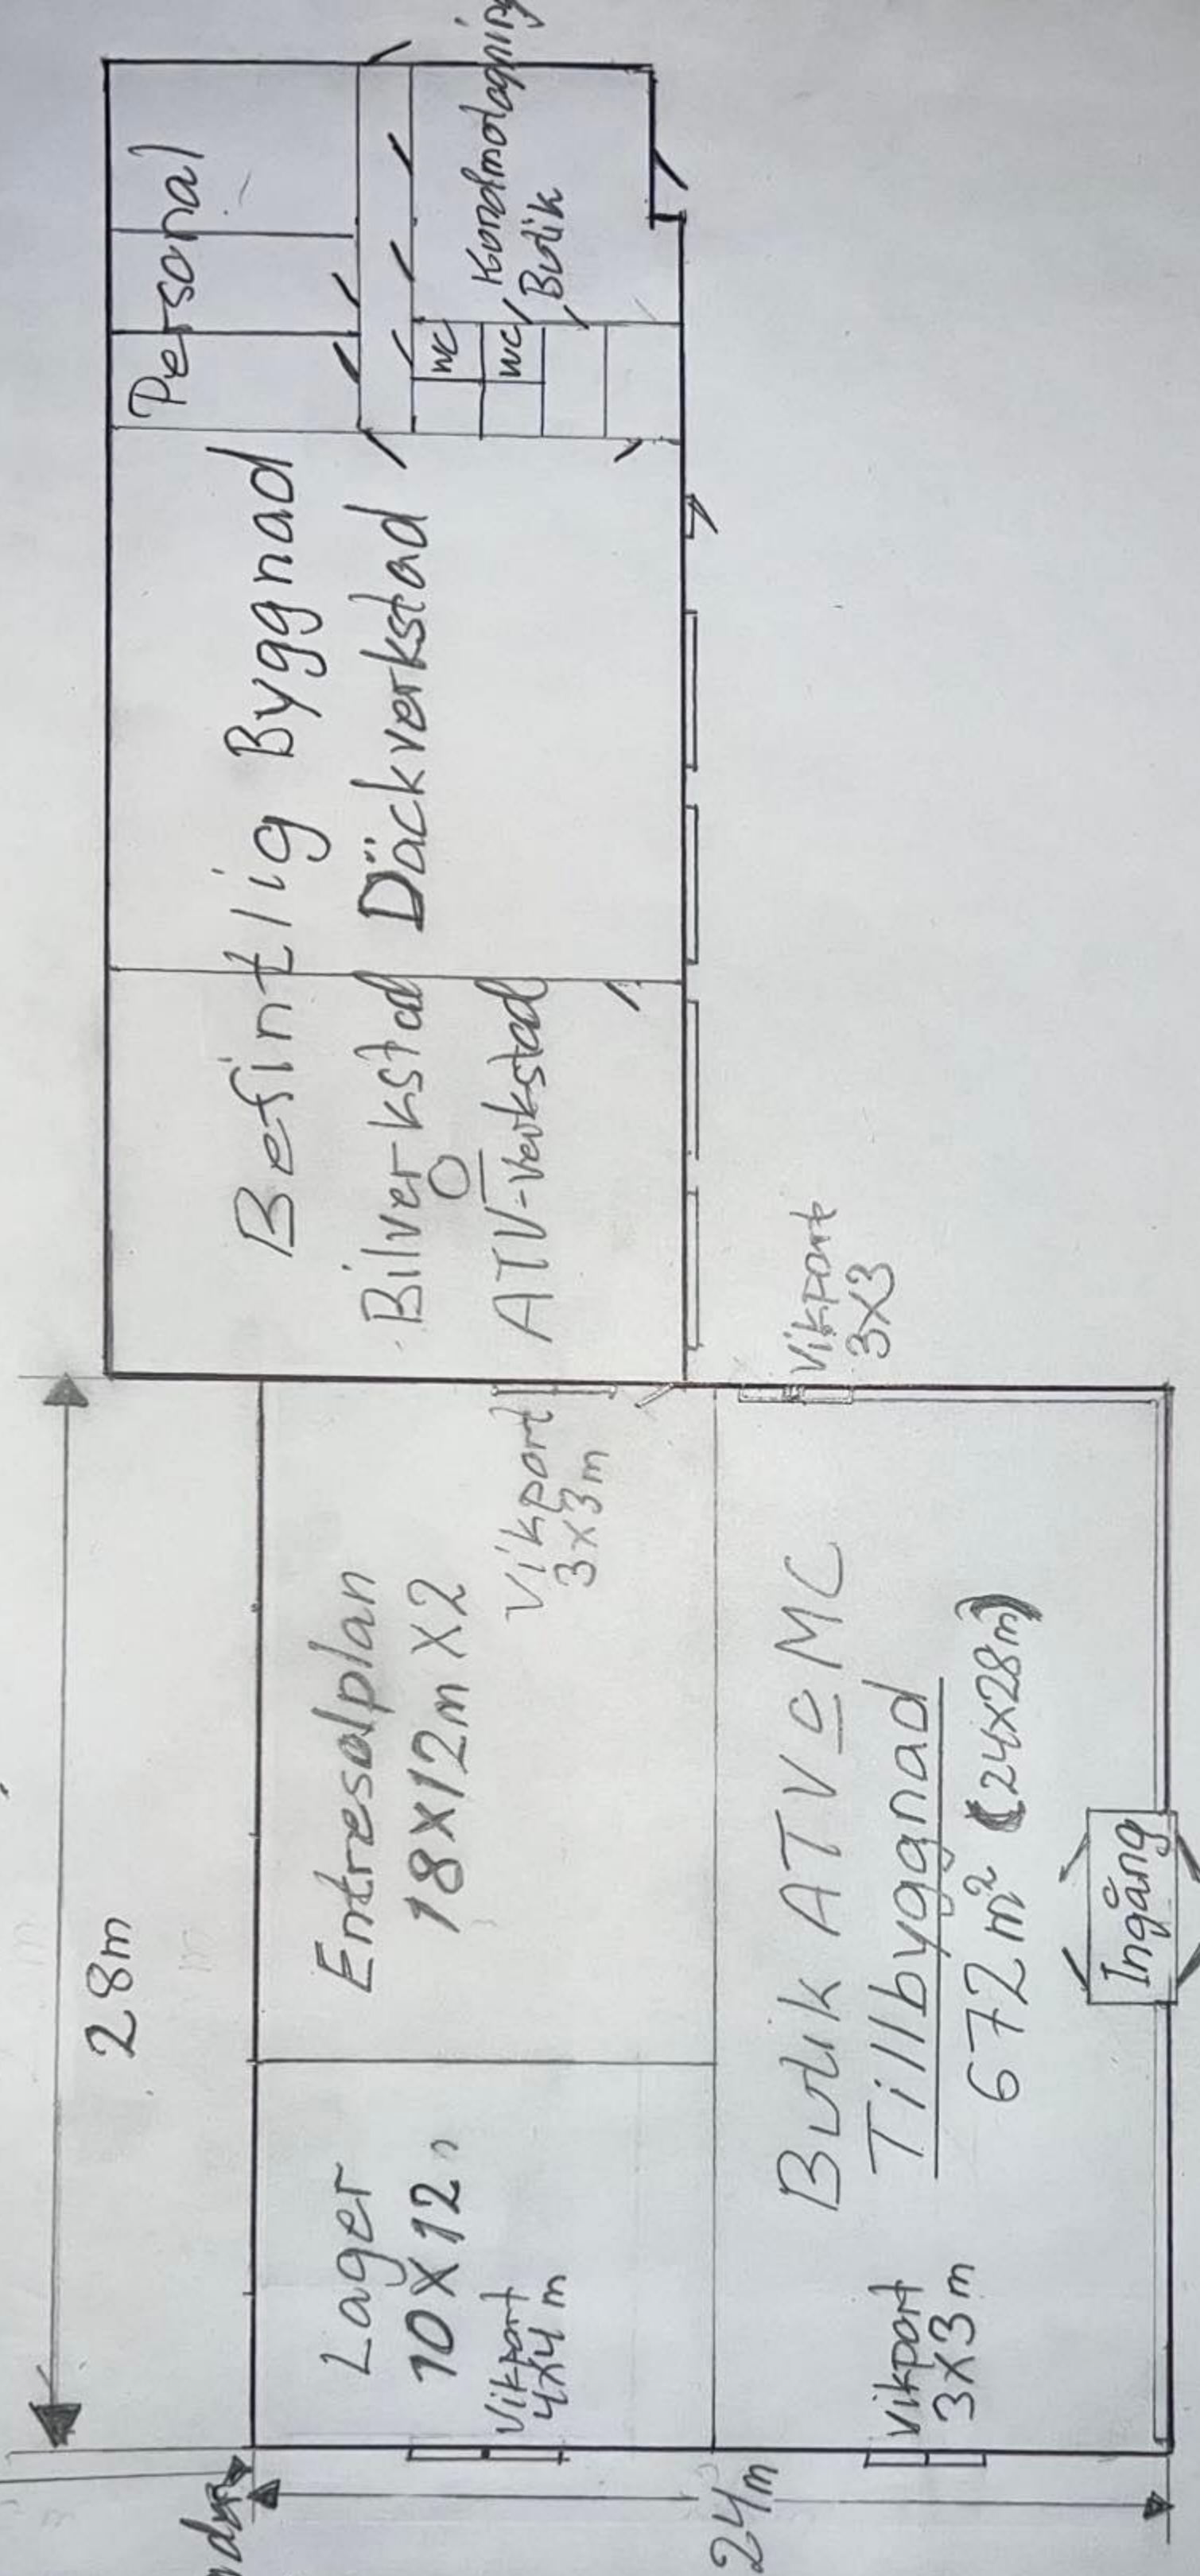 28m
24m
Lager
10X12
Vikport
4x4m
Entresolplan
18X12m X2
Vikport
3x3m
Butik ATV o MC
Tillbyggnad
672m² (24x28m)
Vikport
3x3m
Ingång
Vikport
3X3
Befintlig Byggnad
Bilverkstad
O
ATV-verkstad
Däckverkstad
Personal
WC
WC
Kundmotagning
Butik